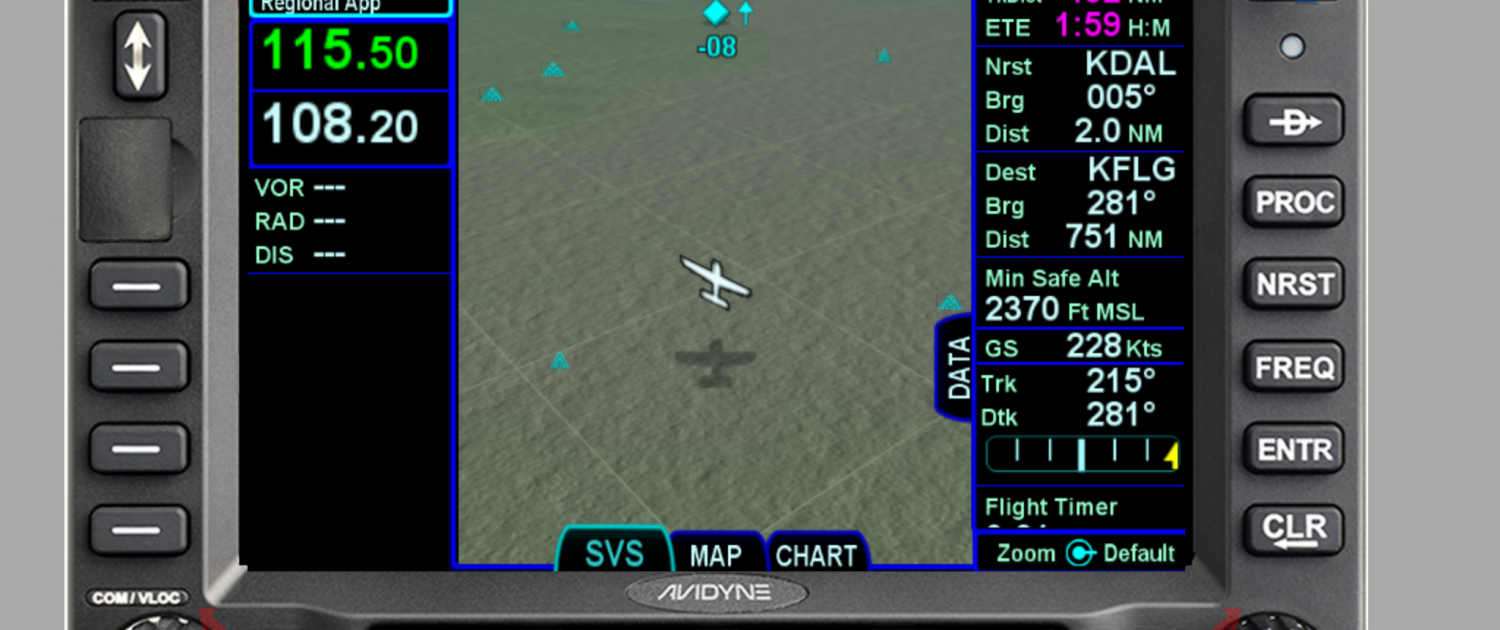 Regional App
115.50
108.20
VOR ---
RAD ---
DIS ---
COM/VLOC
-08
SVS MAP CHART
DATA
AVIDYNE
ETE 1:59 H:M
Nrst KDAL
Brg 005°
Dist 2.0 NM
Dest KFLG
Brg 281°
Dist 751 NM
Min Safe Alt
2370 Ft MSL
GS 228 Kts
Trk 215°
Dtk 281°
Flight Timer
Zoom Default
D
PROC
NRST
FREQ
ENTR
CLR